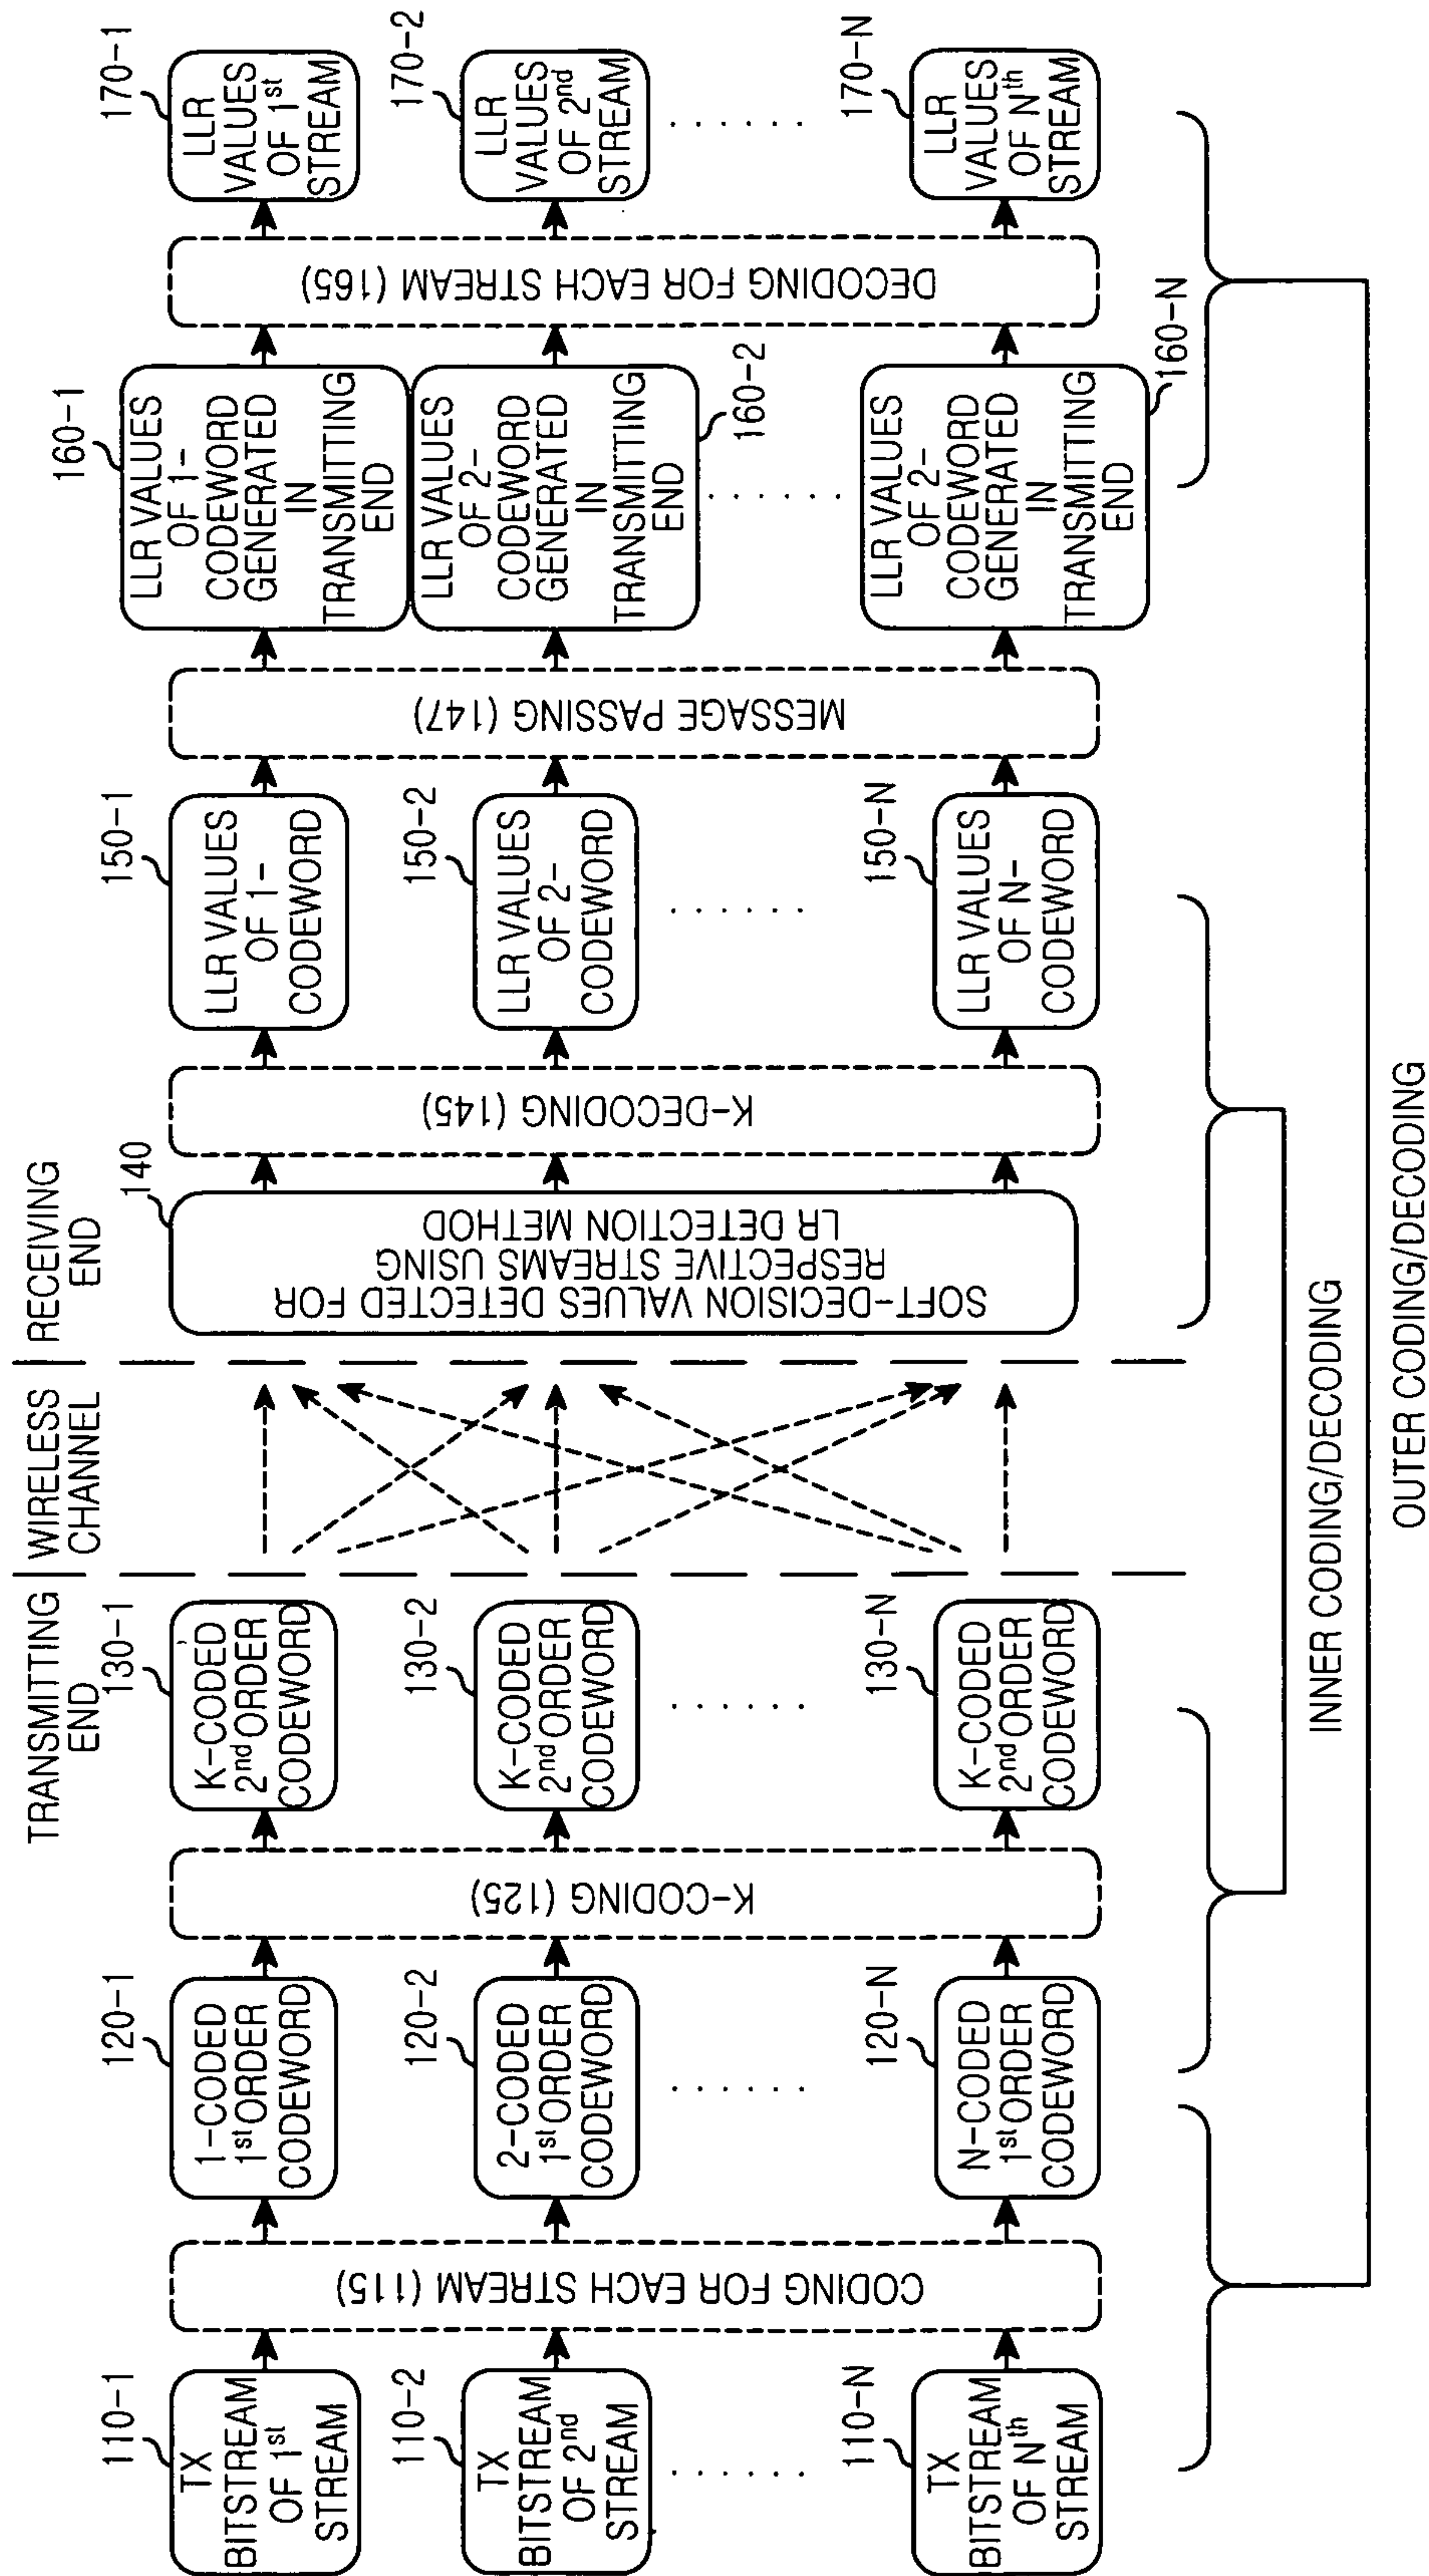 TRANSMITTING
END
WIRELESS
CHANNEL
RECEIVING
END
110-1
TX
BITSTREAM
OF 1st
STREAM
110-2
TX
BITSTREAM
OF 2nd
STREAM
......
110-N
TX
BITSTREAM
OF Nth
STREAM
CODING FOR EACH STREAM (115)
120-1
1-CODED
1st ORDER
CODEWORD
120-2
2-CODED
1st ORDER
CODEWORD
......
120-N
N-CODED
1st ORDER
CODEWORD
K-CODING (125)
130-1
K-CODED
2nd ORDER
CODEWORD
130-2
K-CODED
2nd ORDER
CODEWORD
......
130-N
K-CODED
2nd ORDER
CODEWORD
140
SOFT-DECISION VALUES DETECTED FOR
RESPECTIVE STREAMS USING
LR DETECTION METHOD
K-DECODING (145)
150-1
LLR VALUES
OF 1-
CODEWORD
150-2
LLR VALUES
OF 2-
CODEWORD
......
150-N
LLR VALUES
OF N-
CODEWORD
MESSAGE PASSING (147)
160-1
LLR VALUES
OF 1-
CODEWORD
GENERATED
IN
TRANSMITTING
END
160-2
LLR VALUES
OF 2-
CODEWORD
GENERATED
IN
TRANSMITTING
END
......
160-N
LLR VALUES
OF 2-
CODEWORD
GENERATED
IN
TRANSMITTING
END
DECODING FOR EACH STREAM (165)
170-1
LLR
VALUES
OF 1st
STREAM
170-2
LLR
VALUES
OF 2nd
STREAM
......
170-N
LLR
VALUES
OF Nth
STREAM
INNER CODING/DECODING
OUTER CODING/DECODING